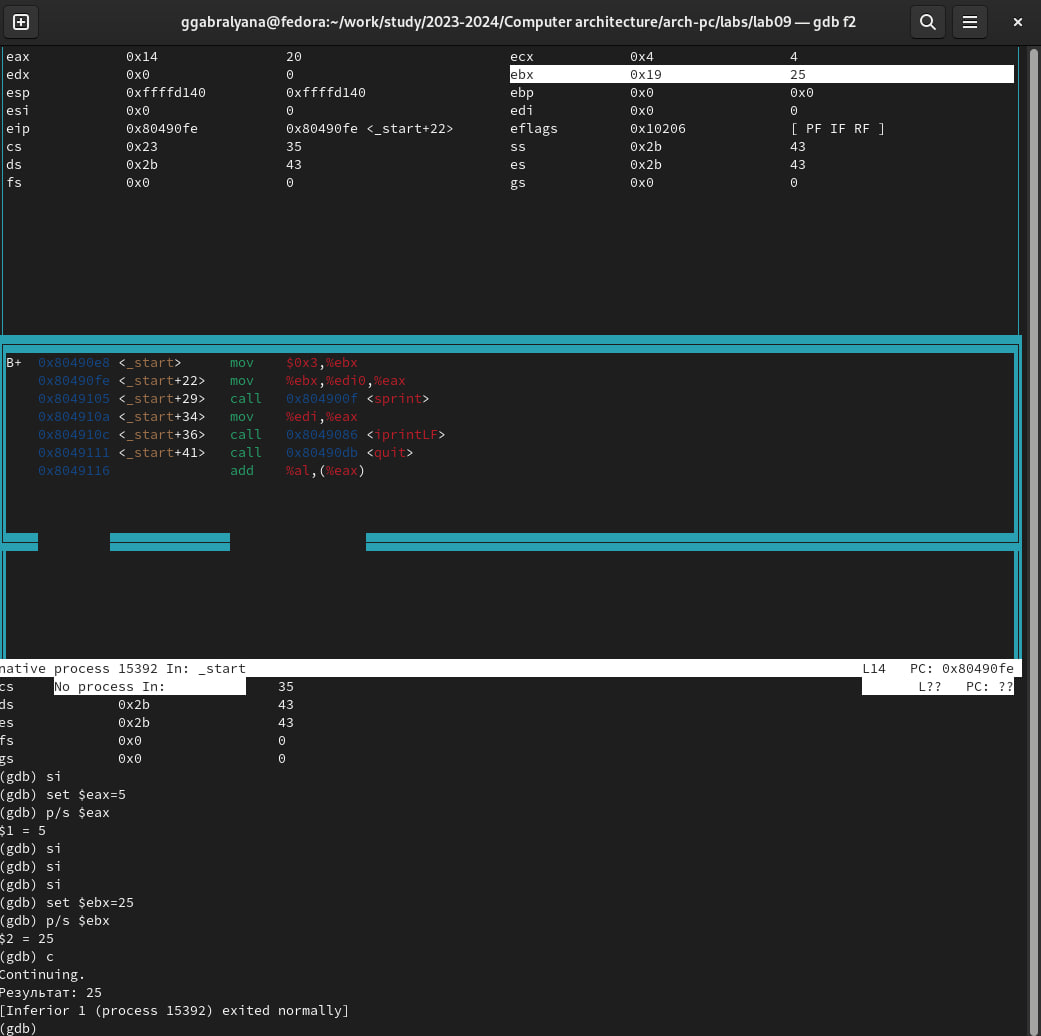 ggabralyana@fedora:~/work/study/2023-2024/Computer architecture/arch-pc/labs/lab09 — gdb f2
eax 0x14 20 ecx 0x4 4
edx 0x0 0 ebx 0x19 25
esp 0xffffd140 0xffffd140 ebp 0x0 0x0
esi 0x0 0 edi 0x0 0
eip 0x80490fe 0x80490fe <_start+22> eflags 0x10206 [ PF IF RF ]
cs 0x23 35 ss 0x2b 43
ds 0x2b 43 es 0x2b 43
fs 0x0 0 gs 0x0 0
B+ 0x80490e8 <_start> mov $0x3,%ebx
0x80490fe <_start+22> mov %ebx,%edi0,%eax
0x8049105 <_start+29> call 0x804900f <sprint>
0x804910a <_start+34> mov %edi,%eax
0x804910c <_start+36> call 0x8049086 <iprintLF>
0x8049111 <_start+41> call 0x80490db <quit>
0x8049116 add %al,(%eax)
native process 15392 In: _start L14 PC: 0x80490fe
cs No process In: 35 L?? PC: ??
ds 0x2b 43
es 0x2b 43
fs 0x0 0
gs 0x0 0
(gdb) si
(gdb) set $eax=5
(gdb) p/s $eax
$1 = 5
(gdb) si
(gdb) si
(gdb) si
(gdb) set $ebx=25
(gdb) p/s $ebx
$2 = 25
(gdb) c
Continuing.
Результат: 25
[Inferior 1 (process 15392) exited normally]
(gdb)